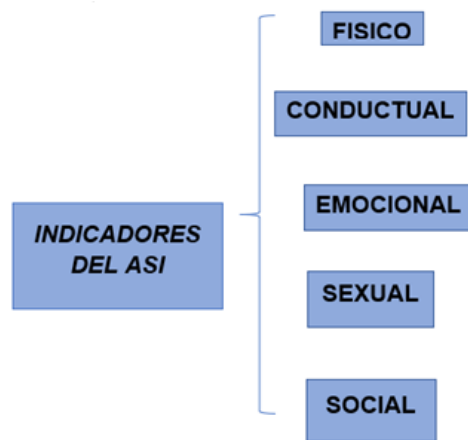 FISICO
CONDUCTUAL
INDICADORES
DEL ASI
EMOCIONAL
SEXUAL
SOCIAL